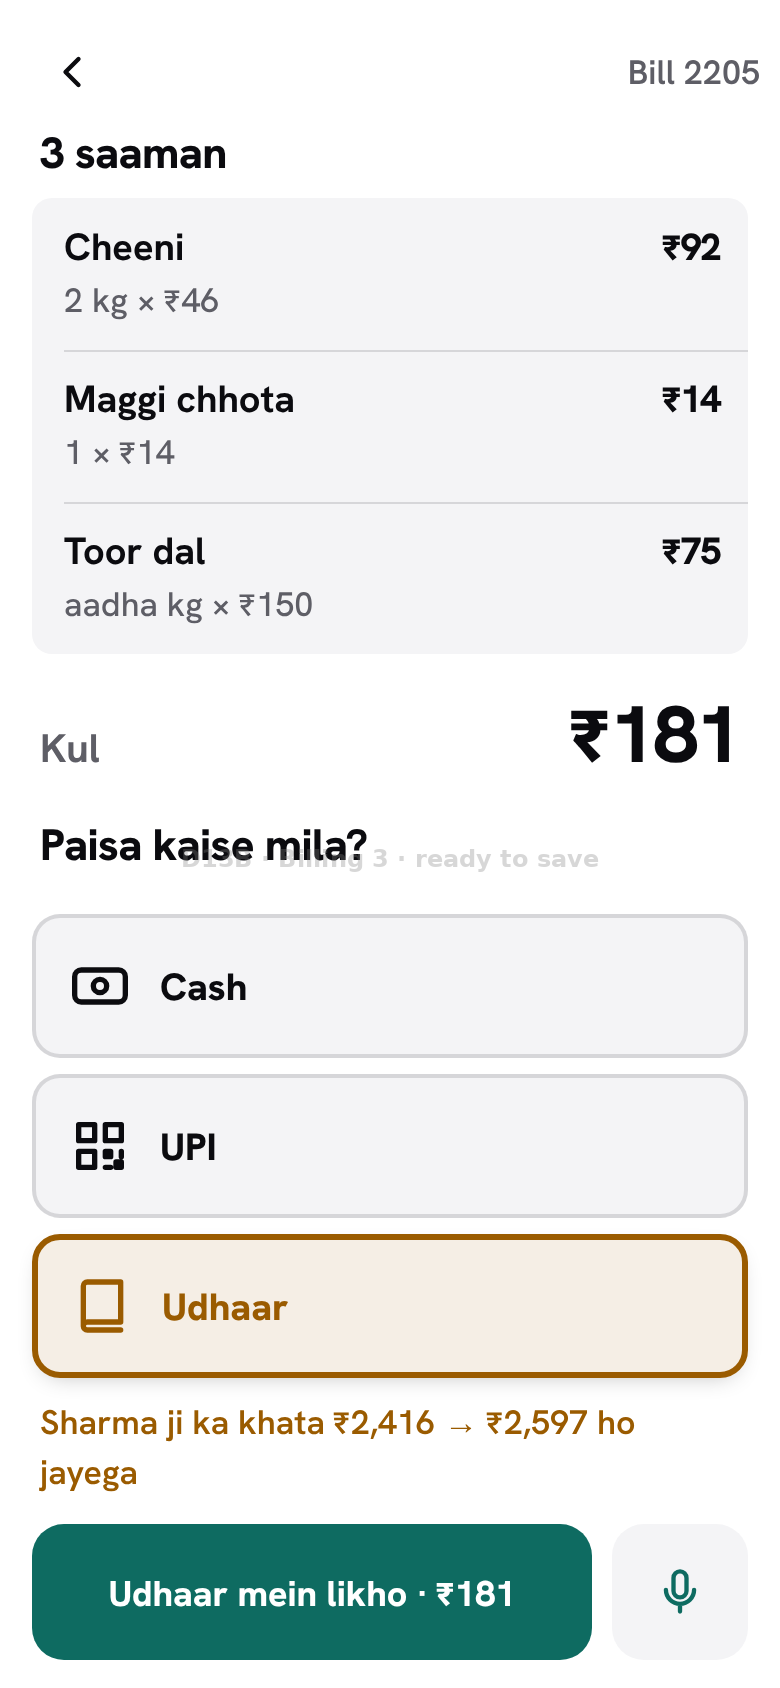 Bill 2205
3 saaman
Cheeni ₹92
2 kg × ₹46
Maggi chhota ₹14
1 × ₹14
Toor dal ₹75
aadha kg × ₹150
Kul ₹181
Paisa kaise mila?
D13B · Billing 3 · ready to save
Cash
UPI
Udhaar
Sharma ji ka khata ₹2,416 → ₹2,597 ho
jayega
Udhaar mein likho · ₹181